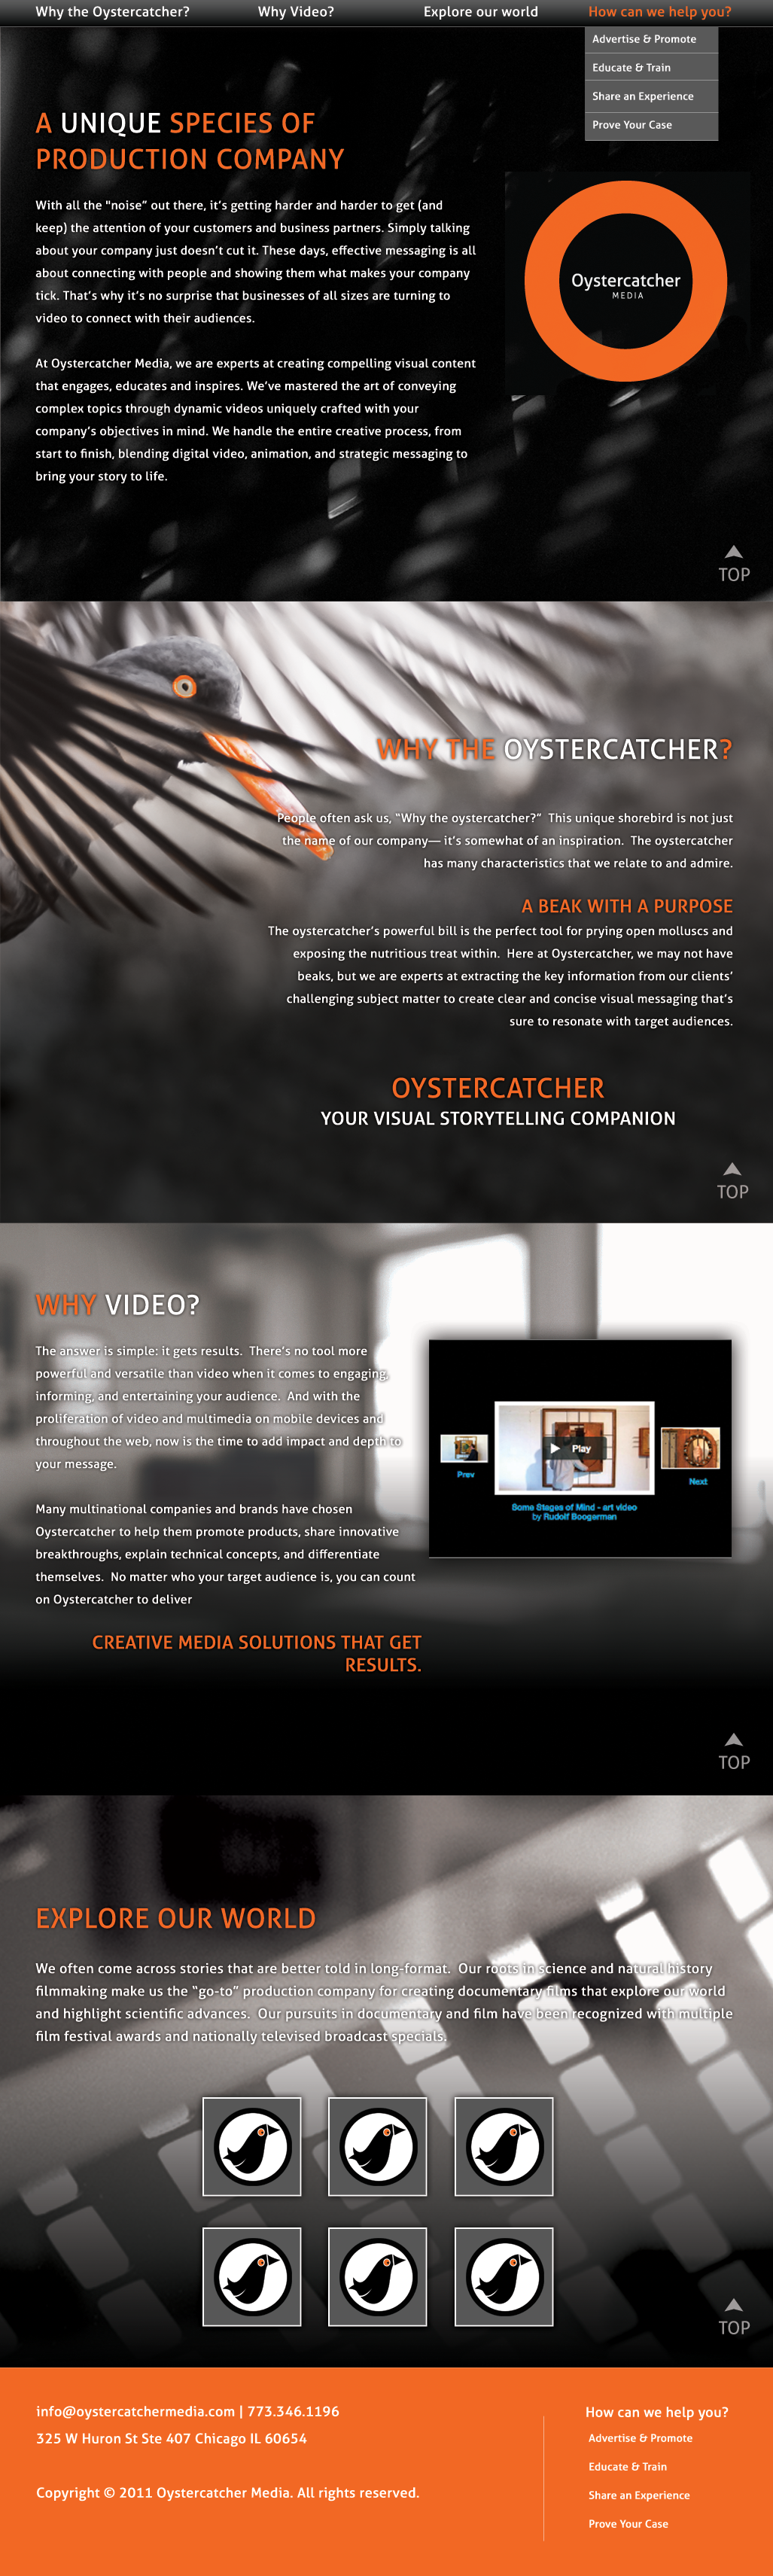 Why the Oystercatcher? Why Video? Explore our world How can we help you?
Advertise & Promote
Educate & Train
Share an Experience
Prove Your Case
A UNIQUE SPECIES OF
PRODUCTION COMPANY
With all the "noise” out there, it’s getting harder and harder to get (and
keep) the attention of your customers and business partners. Simply talking
about your company just doesn’t cut it. These days, effective messaging is all
about connecting with people and showing them what makes your company
tick. That’s why it’s no surprise that businesses of all sizes are turning to
video to connect with their audiences.
At Oystercatcher Media, we are experts at creating compelling visual content
that engages, educates and inspires. We’ve mastered the art of conveying
complex topics through dynamic videos uniquely crafted with your
company’s objectives in mind. We handle the entire creative process, from
start to finish, blending digital video, animation, and strategic messaging to
bring your story to life.
Oystercatcher
MEDIA
TOP
WHY THE OYSTERCATCHER?
People often ask us, “Why the oystercatcher?”  This unique shorebird is not just
the name of our company— it’s somewhat of an inspiration.  The oystercatcher
has many characteristics that we relate to and admire.
A BEAK WITH A PURPOSE
The oystercatcher’s powerful bill is the perfect tool for prying open molluscs and
exposing the nutritious treat within.  Here at Oystercatcher, we may not have
beaks, but we are experts at extracting the key information from our clients’
challenging subject matter to create clear and concise visual messaging that’s
sure to resonate with target audiences.
OYSTERCATCHER
YOUR VISUAL STORYTELLING COMPANION
TOP
WHY VIDEO?
The answer is simple: it gets results.  There’s no tool more
powerful and versatile than video when it comes to engaging,
informing, and entertaining your audience.  And with the
proliferation of video and multimedia on mobile devices and
throughout the web, now is the time to add impact and depth to
your message.
Many multinational companies and brands have chosen
Oystercatcher to help them promote products, share innovative
breakthroughs, explain technical concepts, and differentiate
themselves.  No matter who your target audience is, you can count
on Oystercatcher to deliver
CREATIVE MEDIA SOLUTIONS THAT GET
RESULTS.
Play
Prev
Next
Some Stages of Mind - art video
by Rudolf Boogerman
TOP
EXPLORE OUR WORLD
We often come across stories that are better told in long-format.  Our roots in science and natural history
filmmaking make us the “go-to” production company for creating documentary films that explore our world
and highlight scientific advances.  Our pursuits in documentary and film have been recognized with multiple
film festival awards and nationally televised broadcast specials.
TOP
info@oystercatchermedia.com | 773.346.1196
325 W Huron St Ste 407 Chicago IL 60654
Copyright © 2011 Oystercatcher Media. All rights reserved.
How can we help you?
Advertise & Promote
Educate & Train
Share an Experience
Prove Your Case